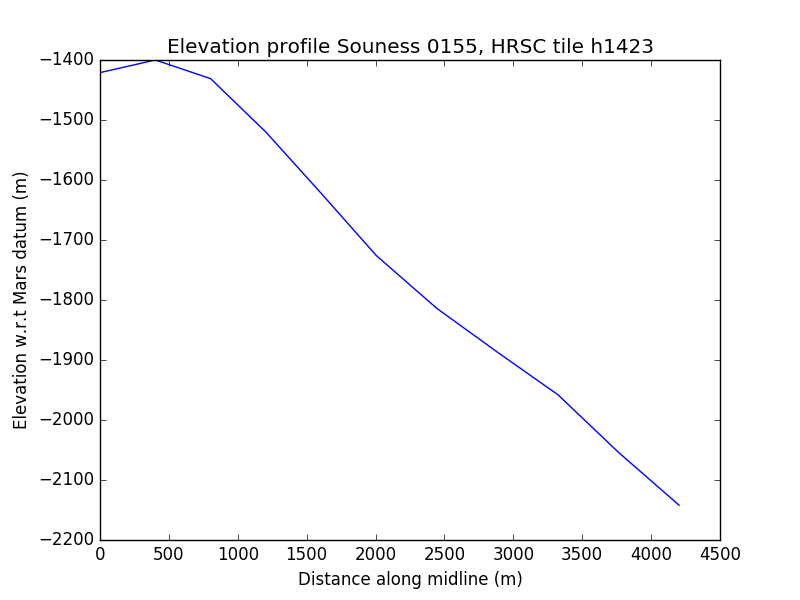 Elevation profile Souness 0155, HRSC tile h1423
−1400
−1500
−1600
−1700
−1800
−1900
−2000
−2100
−2200
Elevation w.r.t Mars datum (m)
0 500 1000 1500 2000 2500 3000 3500 4000 4500
Distance along midline (m)